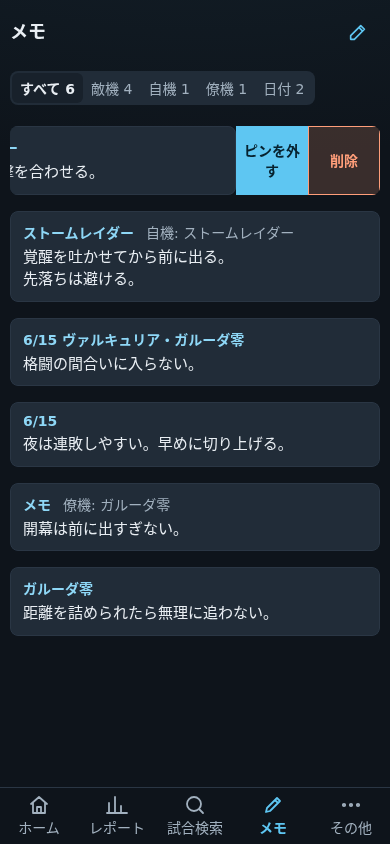 メモ
すべて 6 敵機 4 自機 1 僚機 1 日付 2
を合わせる。
ピンを外
す
削除
ストームレイダー 自機: ストームレイダー
覚醒を吐かせてから前に出る。
先落ちは避ける。
6/15 ヴァルキュリア・ガルーダ零
格闘の間合いに入らない。
6/15
夜は連敗しやすい。早めに切り上げる。
メモ 僚機: ガルーダ零
開幕は前に出すぎない。
ガルーダ零
距離を詰められたら無理に追わない。
ホーム レポート 試合検索 メモ その他